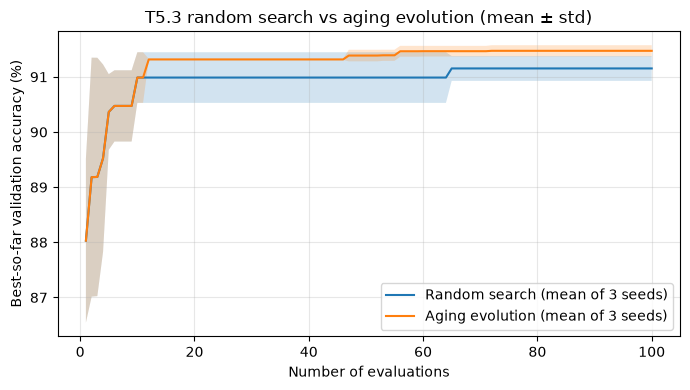 T5.3 random search vs aging evolution (mean ± std)
Best-so-far validation accuracy (%)
91
90
89
88
87
0 20 40 60 80 100
Number of evaluations
Random search (mean of 3 seeds)
Aging evolution (mean of 3 seeds)